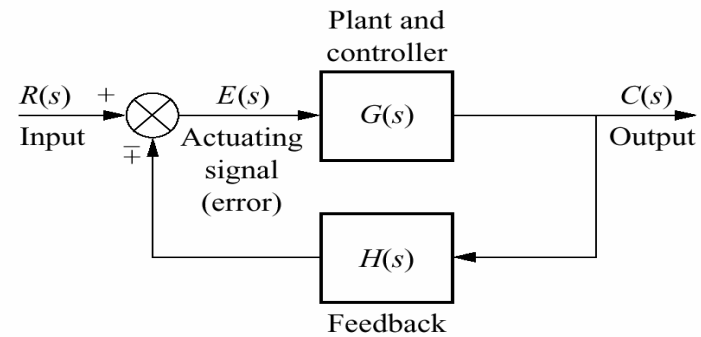 Plant and
controller
R(s) + E(s) G(s) C(s)
Input ∓ Actuating Output
signal
(error)
H(s)
Feedback